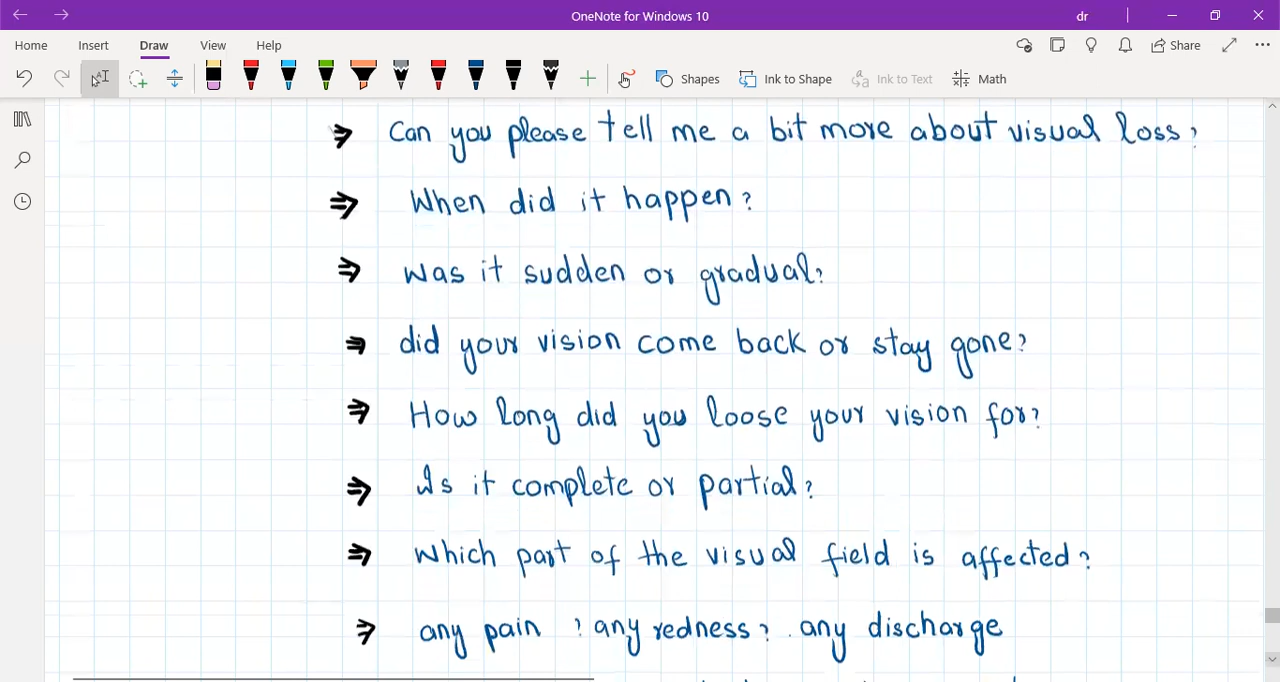 OneNote for Windows 10
dr
Home Insert Draw View Help
Share
Shapes Ink to Shape Ink to Text Math
⇒ Can you please tell me a bit more about visual loss?
⇒ When did it happen?
⇒ Was it sudden or gradual?
⇒ did your vision come back or stay gone?
⇒ How long did you loose your vision for?
⇒ Is it complete or partial?
⇒ Which part of the visual field is affected?
⇒ any pain ? any redness? any discharge